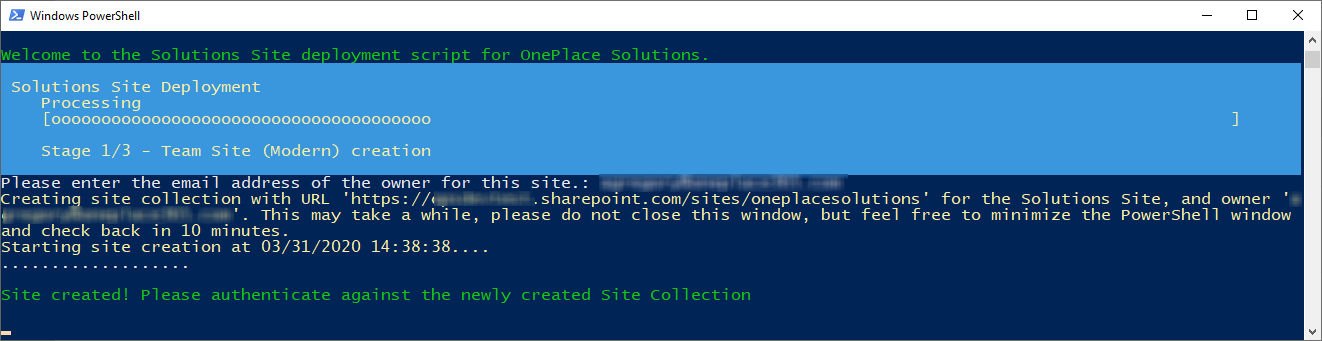 Windows PowerShell
Welcome to the Solutions Site deployment script for OnePlace Solutions.
Solutions Site Deployment
Processing
[oooooooooooooooooooooooooooooooooooooo ]
Stage 1/3 - Team Site (Modern) creation
Please enter the email address of the owner for this site.:
Creating site collection with URL 'https://.sharepoint.com/sites/oneplacesolutions' for the Solutions Site, and owner '
'. This may take a while, please do not close this window, but feel free to minimize the PowerShell window
and check back in 10 minutes.
Starting site creation at 03/31/2020 14:38:38....
...................
Site created! Please authenticate against the newly created Site Collection